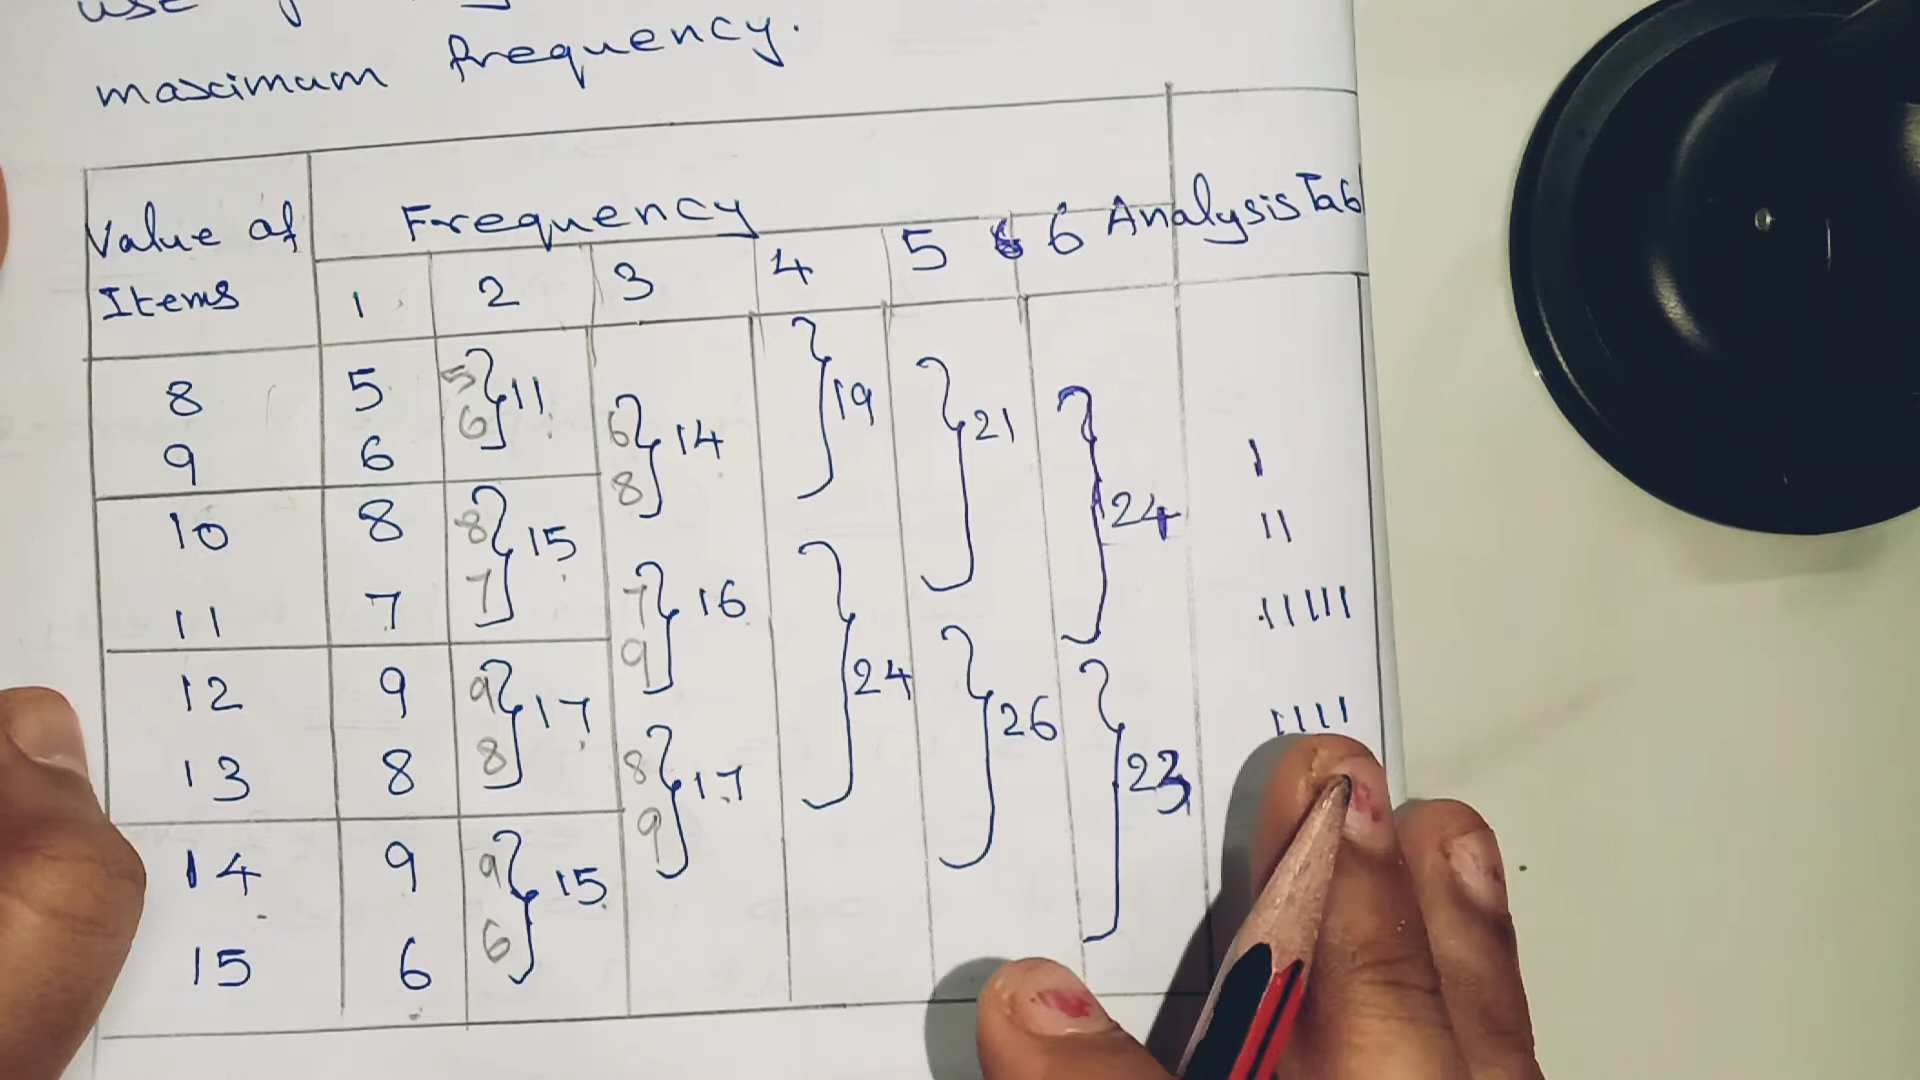 maximum frequency.
Value of Items Frequency Analysis Tab
1 2 3 4 5 6
8 5 5 6 11 19
9 6 6 8 14 21
10 8 8 7 15 24 |
11 7 7 9 16 24 ||
12 9 9 8 17 26 |||||
13 8 8 9 17 23 ||||
14 9 9 6 15
15 6